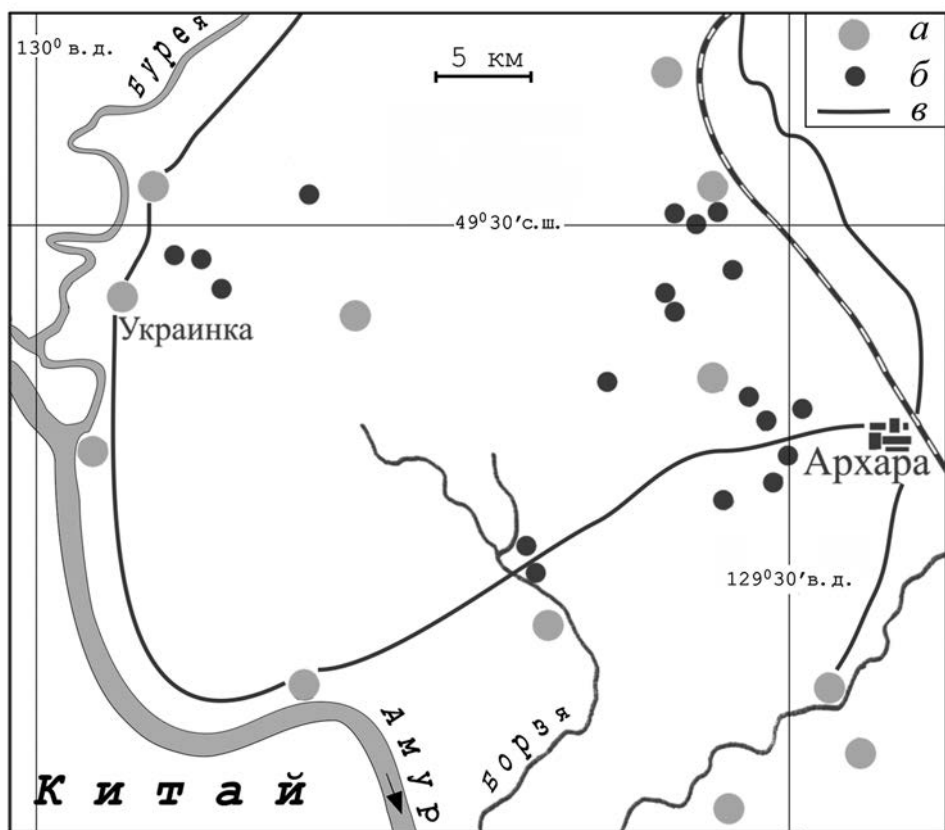 130⁰ в.д.
Бурея
5 км
а
б
в
49⁰30′с.ш.
Украинка
Архара
129⁰30′в.д.
Амур
Борзя
Китай